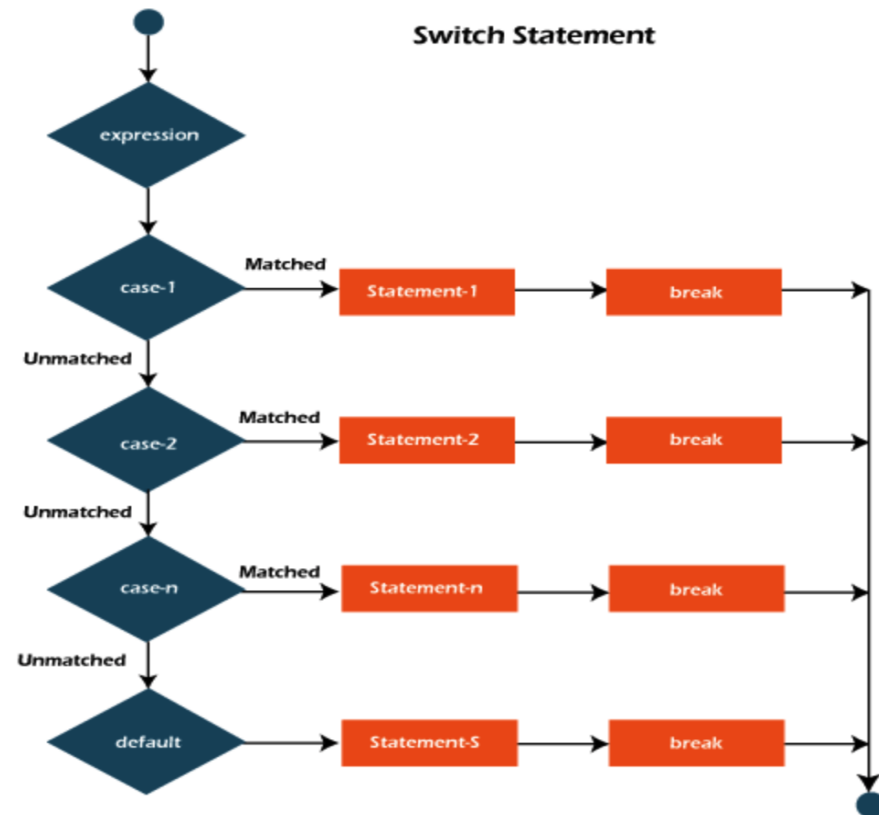 Switch Statement
expression
case-1
Matched
Statement-1
break
Unmatched
case-2
Matched
Statement-2
break
Unmatched
case-n
Matched
Statement-n
break
Unmatched
default
Statement-S
break